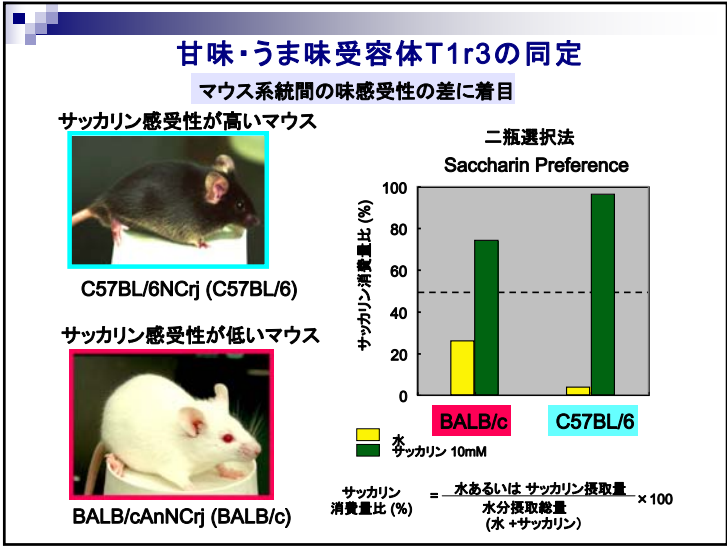 甘味・うま味受容体T1r3の同定
マウス系統間の味感受性の差に着目
サッカリン感受性が高いマウス
C57BL/6NCrj (C57BL/6)
サッカリン感受性が低いマウス
BALB/cAnNCrj (BALB/c)
二瓶選択法
Saccharin Preference
サッカリン消費量比 (%)
100
80
60
40
20
0
BALB/c C57BL/6
水
サッカリン 10mM
サッカリン
消費量比 (%)
= 水あるいは サッカリン摂取量 ×100
水分摂取総量
(水 +サッカリン)